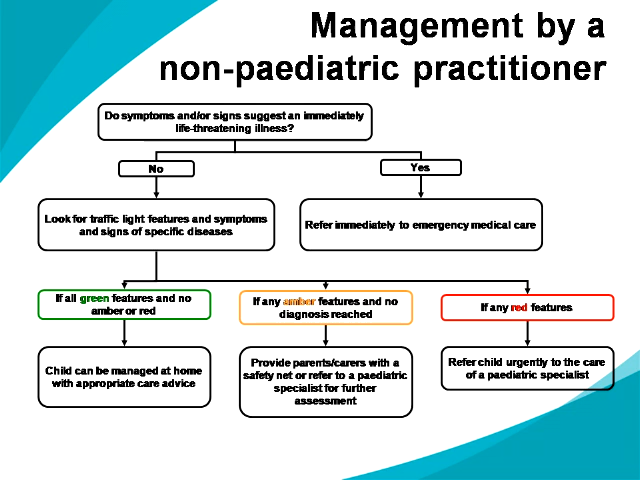 Management by a
non-paediatric practitioner
Do symptoms and/or signs suggest an immediately
life-threatening illness?
No
Yes
Look for traffic light features and symptoms
and signs of specific diseases
Refer immediately to emergency medical care
If all green features and no
amber or red
If any amber features and no
diagnosis reached
If any red features
Child can be managed at home
with appropriate care advice
Provide parents/carers with a
safety net or refer to a paediatric
specialist for further
assessment
Refer child urgently to the care
of a paediatric specialist